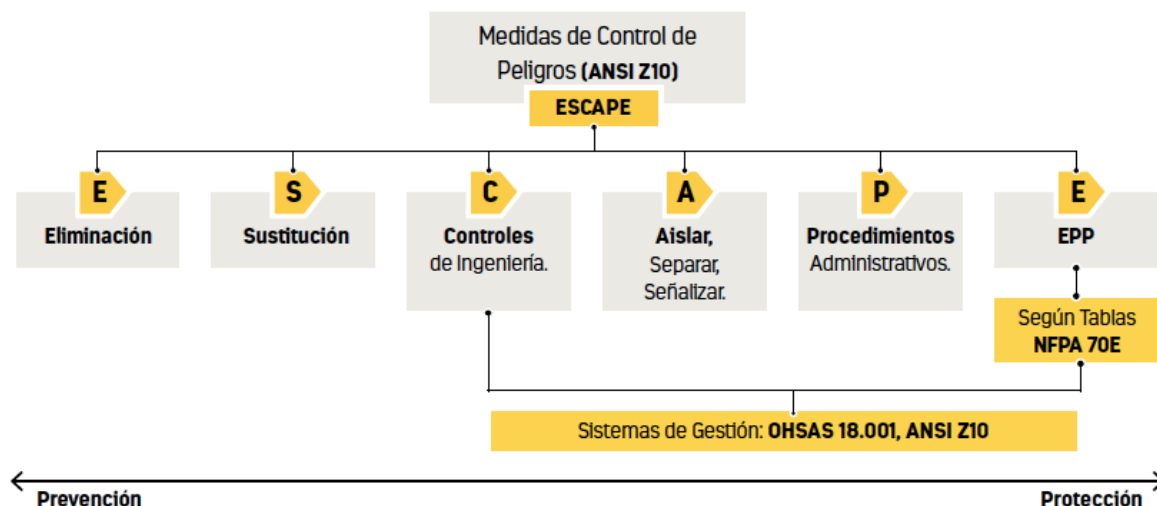 Medidas de Control de
Peligros (ANSI Z10)
ESCAPE
E
S
C
A
P
E
Eliminación
Sustitución
Controles
de Ingeniería.
Aislar,
Separar,
Señalizar.
Procedimientos
Administrativos.
EPP
Según Tablas
NFPA 70E
Sistemas de Gestión: OHSAS 18.001, ANSI Z10
Prevención
Protección